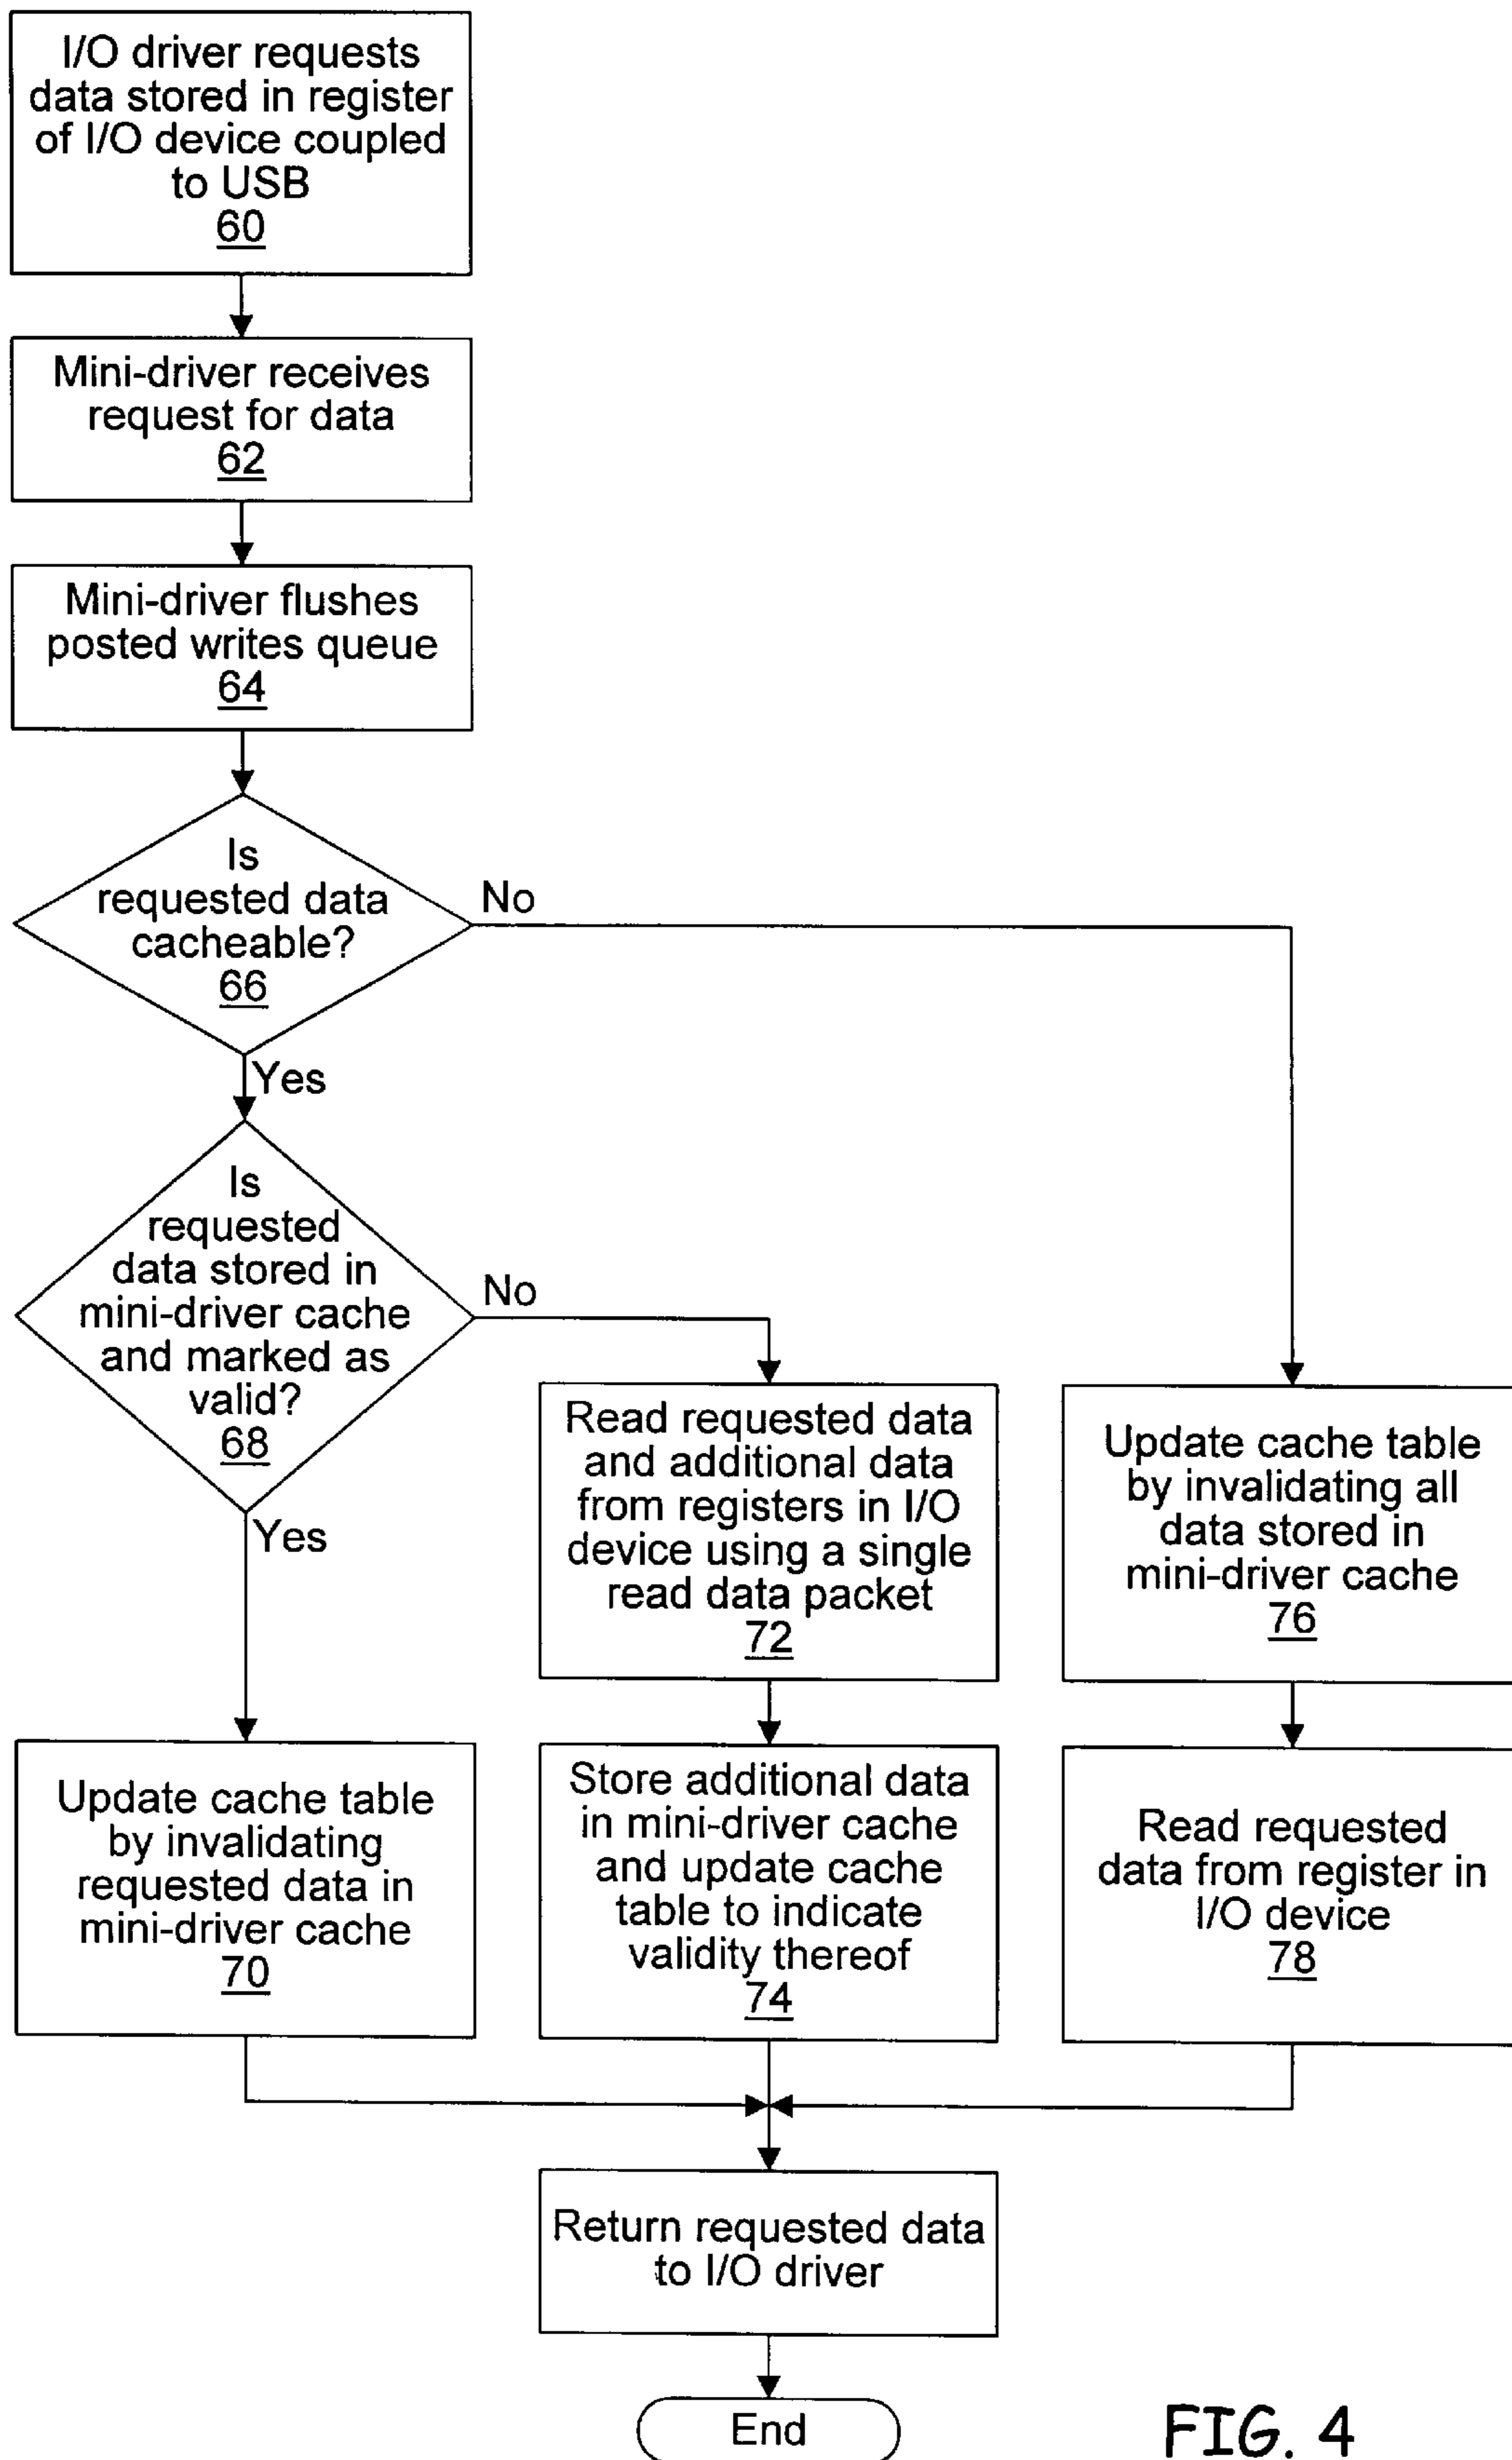 I/O driver requests
data stored in register
of I/O device coupled
to USB
60
Mini-driver receives
request for data
62
Mini-driver flushes
posted writes queue
64
Is
requested data
cacheable?
66
No
Yes
Is
requested
data stored in
mini-driver cache
and marked as
valid?
68
No
Yes
Read requested data
and additional data
from registers in I/O
device using a single
read data packet
72
Update cache table
by invalidating all
data stored in
mini-driver cache
76
Update cache table
by invalidating
requested data in
mini-driver cache
70
Store additional data
in mini-driver cache
and update cache
table to indicate
validity thereof
74
Read requested
data from register in
I/O device
78
Return requested data
to I/O driver
End
FIG. 4